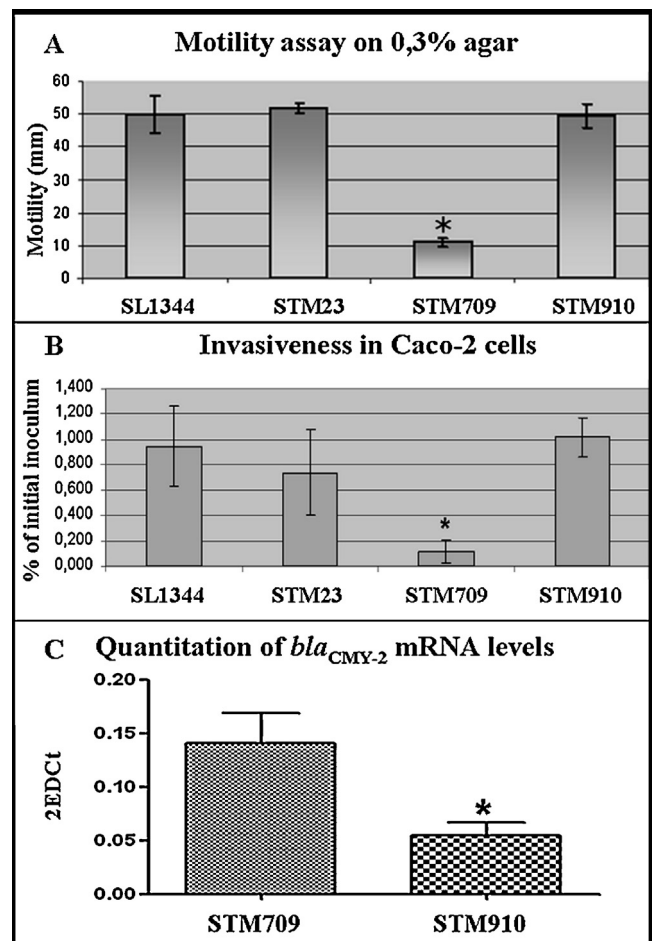 A Motility assay on 0,3% agar
Motility (mm)
60
50
40
30
20
10
0
*
SL1344 STM23 STM709 STM910
B Invasiveness in Caco-2 cells
% of initial inoculum
1,400
1,200
1,000
0,800
0,600
0,400
0,200
0,000
*
SL1344 STM23 STM709 STM910
C Quantitation of blaCMY-2 mRNA levels
2EDCt
0.20
0.15
0.10
0.05
0.00
*
STM709 STM910